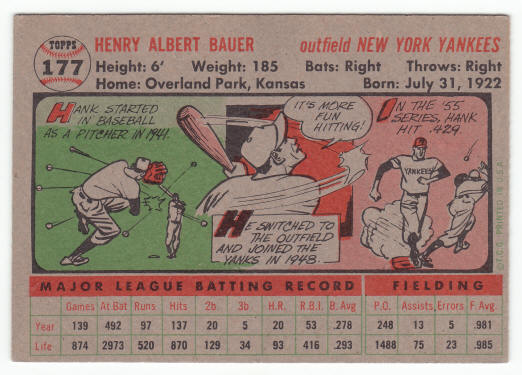 TOPPS
177
HENRY ALBERT BAUER
outfield NEW YORK YANKEES
Height: 6' Weight: 185 Bats: Right Throws: Right
Home: Overland Park, Kansas Born: July 31, 1922
HANK STARTED
IN BASEBALL
AS A PITCHER IN 1941.
IT'S MORE
FUN
HITTING!
HE SWITCHED TO
THE OUTFIELD
AND JOINED THE
YANKS IN 1948.
IN THE '55
SERIES, HANK
HIT .429.
YANKEES
© T.C.G. PRINTED IN U.S.A.
MAJOR LEAGUE BATTING RECORD FIELDING
Games At Bat Runs Hits 2b 3b H.R. R.B.I. B. Avg P.O. Assists Errors F. Avg
Year 139 492 97 137 20 5 20 53 .278 248 13 5 .981
Life 874 2973 520 870 129 34 93 416 .293 1488 75 23 .985